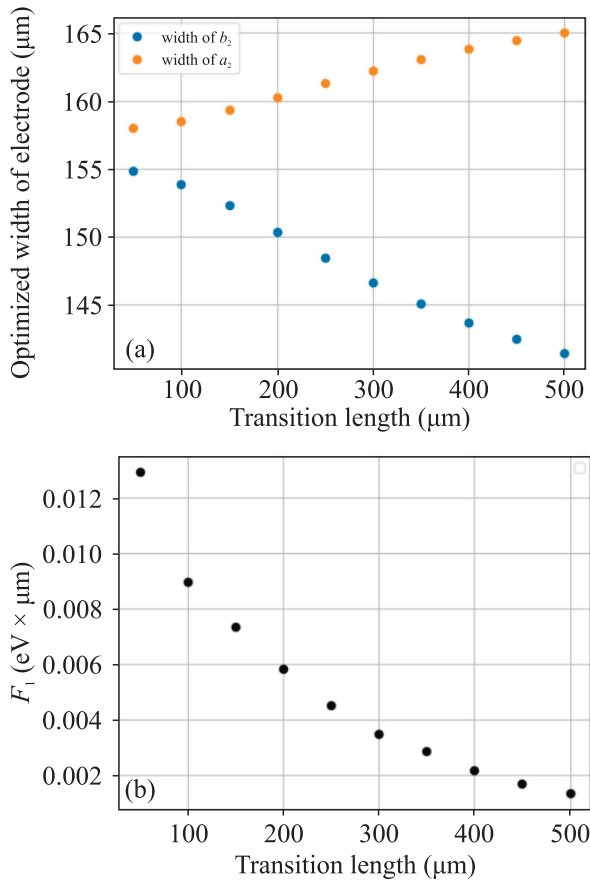 Optimized width of electrode (μm)
165
160
155
150
145
width of b₂
width of a₂
(a)
100 200 300 400 500
Transition length (μm)
F₁ (eV × μm)
0.012
0.010
0.008
0.006
0.004
0.002
(b)
100 200 300 400 500
Transition length (μm)